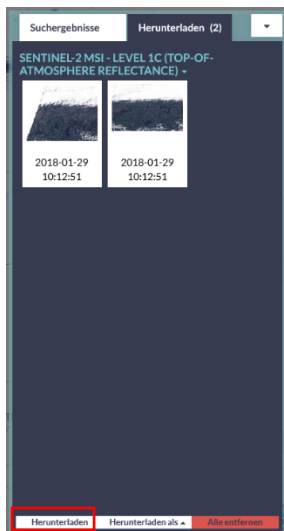 Suchergebnisse
Herunterladen (2)
SENTINEL-2 MSI - LEVEL 1C (TOP-OF-
ATMOSPHERE REFLECTANCE)
2018-01-29
10:12:51
2018-01-29
10:12:51
Herunterladen
Herunterladen als
Alle entfernen